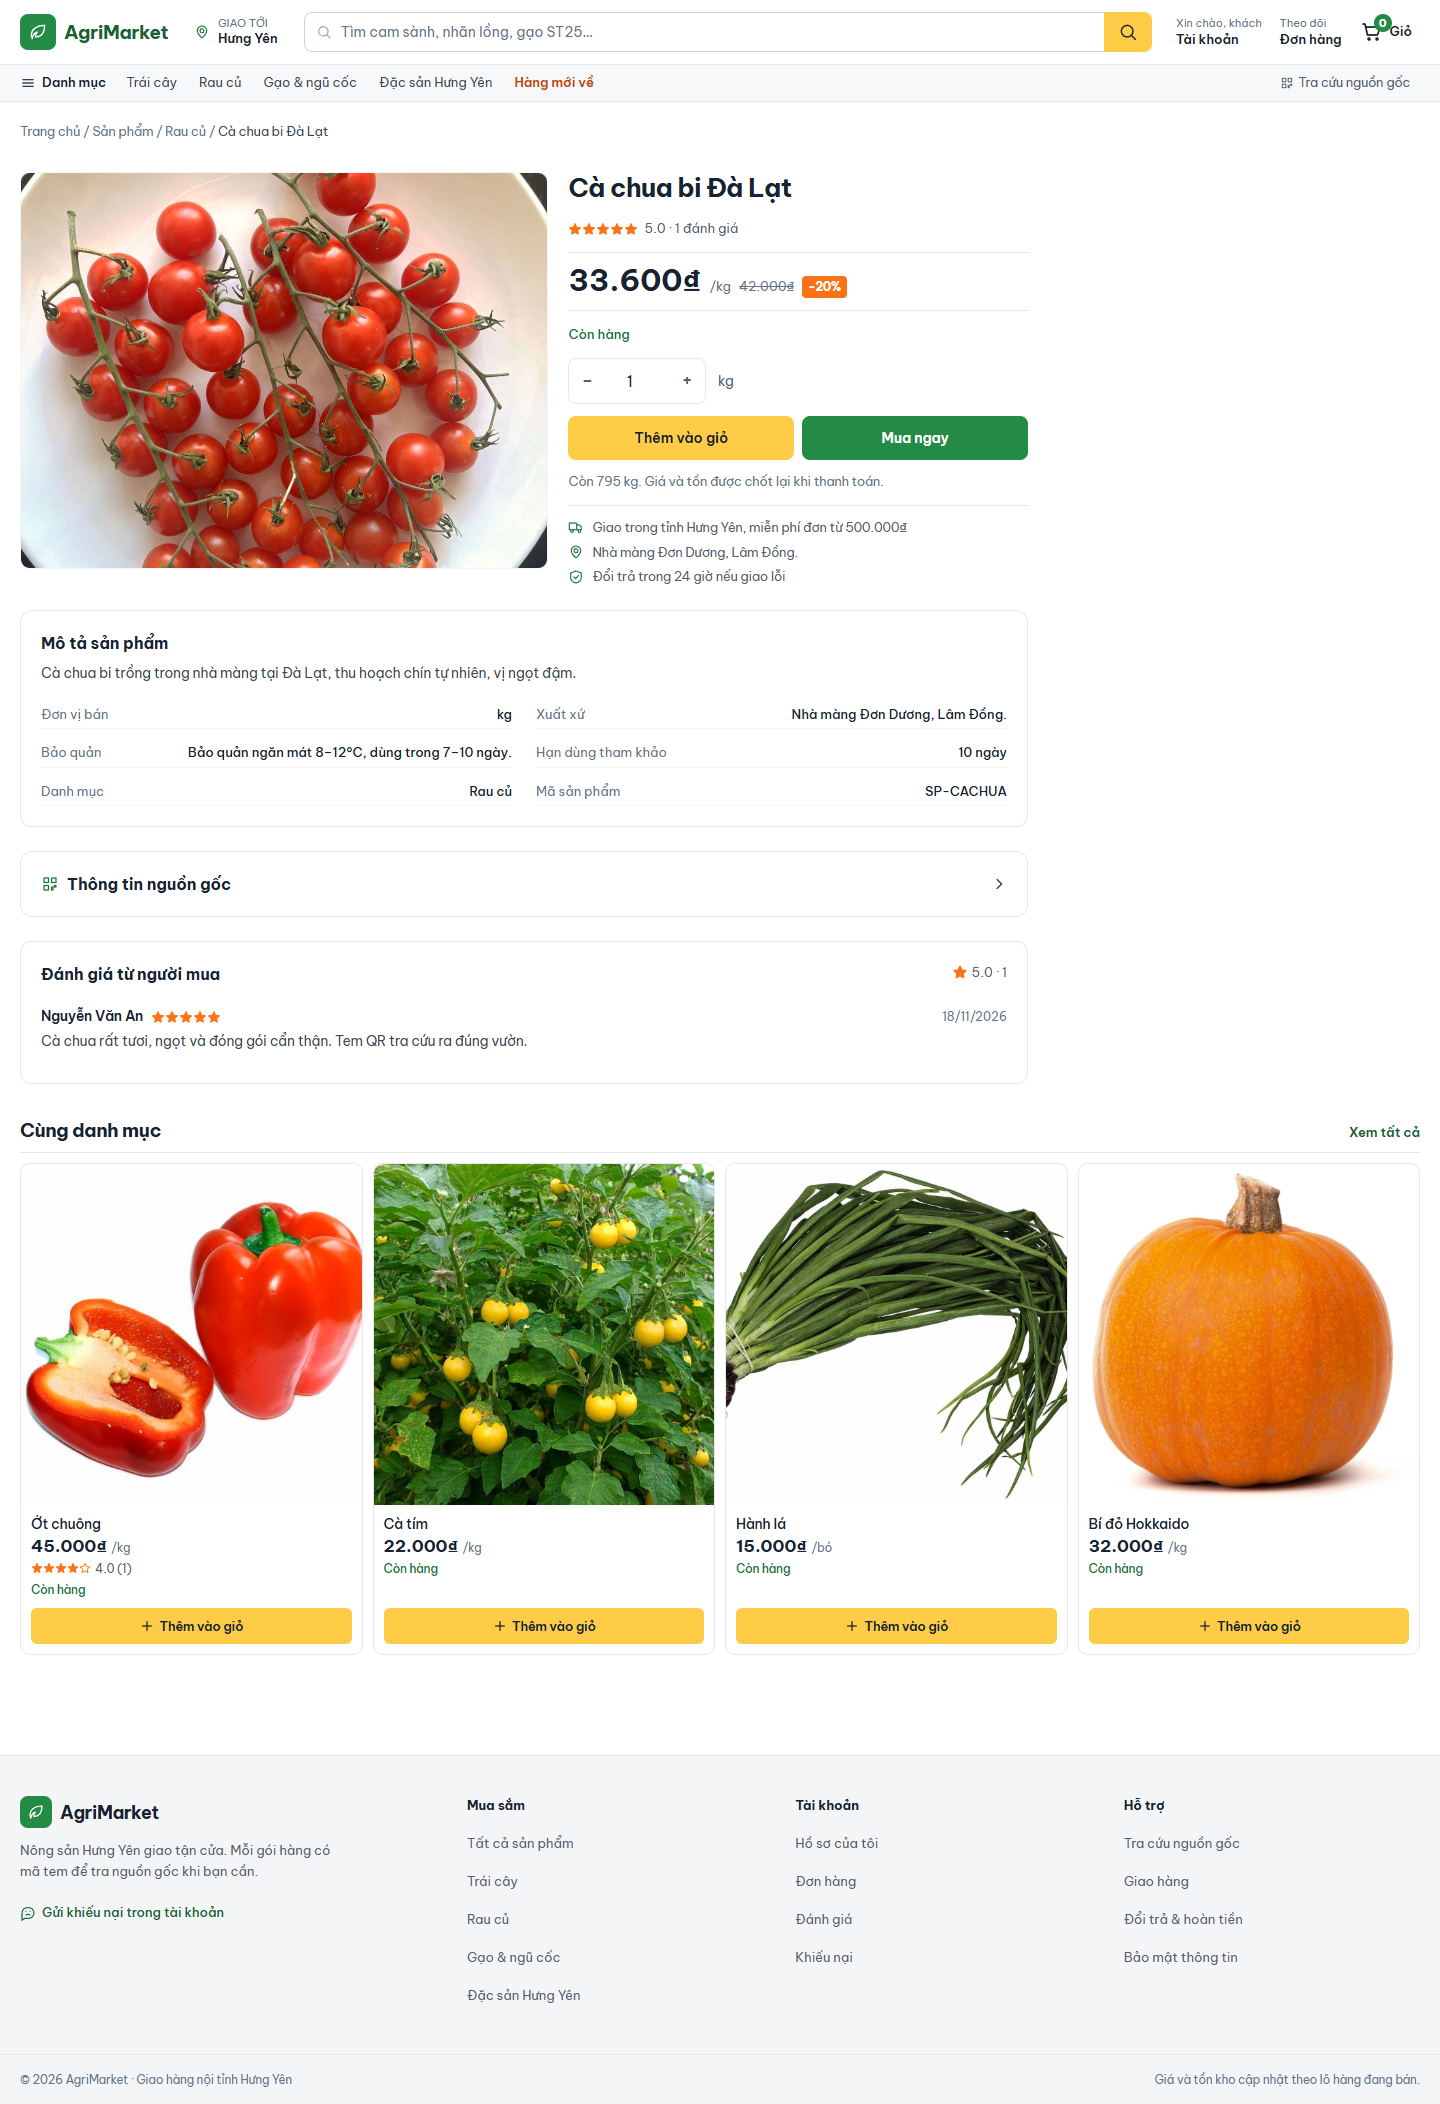 AgriMarket
GIAO TỚI
Hưng Yên
Tìm cam sành, nhãn lồng, gạo ST25...
Xin chào, khách
Tài khoản
Theo dõi
Đơn hàng
0
Giỏ
Danh mục
Trái cây
Rau củ
Gạo & ngũ cốc
Đặc sản Hưng Yên
Hàng mới về
Tra cứu nguồn gốc
Trang chủ / Sản phẩm / Rau củ / Cà chua bi Đà Lạt
Cà chua bi Đà Lạt
5.0 · 1 đánh giá
33.600₫ /kg 42.000₫ -20%
Còn hàng
− 1 + kg
Thêm vào giỏ
Mua ngay
Còn 795 kg. Giá và tồn được chốt lại khi thanh toán.
Giao trong tỉnh Hưng Yên, miễn phí đơn từ 500.000₫
Nhà màng Đơn Dương, Lâm Đồng.
Đổi trả trong 24 giờ nếu giao lỗi
Mô tả sản phẩm
Cà chua bi trồng trong nhà màng tại Đà Lạt, thu hoạch chín tự nhiên, vị ngọt đậm.
Đơn vị bán kg
Xuất xứ Nhà màng Đơn Dương, Lâm Đồng.
Bảo quản Bảo quản ngăn mát 8–12°C, dùng trong 7–10 ngày.
Hạn dùng tham khảo 10 ngày
Danh mục Rau củ
Mã sản phẩm SP-CACHUA
Thông tin nguồn gốc
Đánh giá từ người mua
5.0 · 1
Nguyễn Văn An
18/11/2026
Cà chua rất tươi, ngọt và đóng gói cẩn thận. Tem QR tra cứu ra đúng vườn.
Cùng danh mục
Xem tất cả
Ớt chuông
45.000₫ /kg
4.0 (1)
Còn hàng
Thêm vào giỏ
Cà tím
22.000₫ /kg
Còn hàng
Thêm vào giỏ
Hành lá
15.000₫ /bó
Còn hàng
Thêm vào giỏ
Bí đỏ Hokkaido
32.000₫ /kg
Còn hàng
Thêm vào giỏ
AgriMarket
Nông sản Hưng Yên giao tận cửa. Mỗi gói hàng có
mã tem để tra nguồn gốc khi bạn cần.
Gửi khiếu nại trong tài khoản
Mua sắm
Tất cả sản phẩm
Trái cây
Rau củ
Gạo & ngũ cốc
Đặc sản Hưng Yên
Tài khoản
Hồ sơ của tôi
Đơn hàng
Đánh giá
Khiếu nại
Hỗ trợ
Tra cứu nguồn gốc
Giao hàng
Đổi trả & hoàn tiền
Bảo mật thông tin
© 2026 AgriMarket · Giao hàng nội tỉnh Hưng Yên
Giá và tồn kho cập nhật theo lô hàng đang bán.